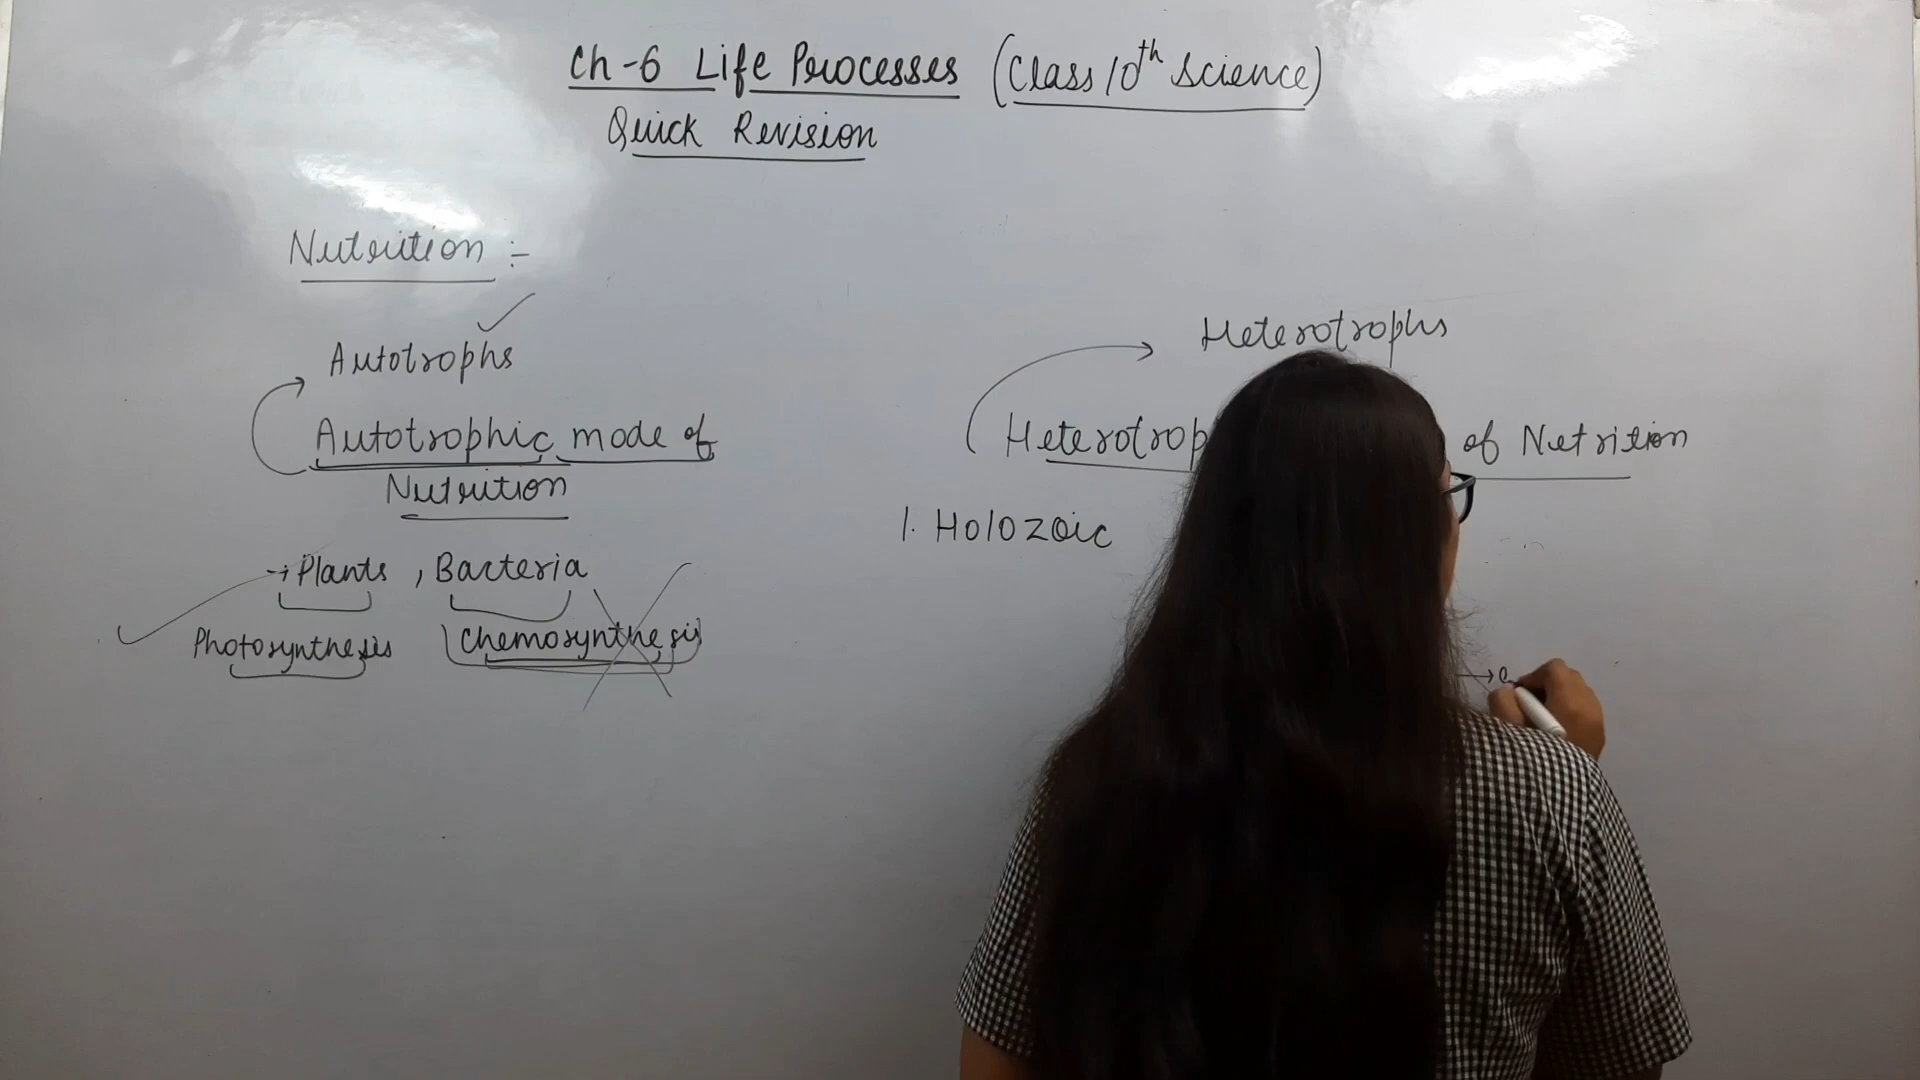 Ch-6 Life Processes (Class 10th Science)
Quick Revision
Nutrition :-
Autotrophs
Autotrophic mode of
Nutrition
→ Plants , Bacteria
Photosynthesis Chemosynthesis
Heterotrophs
Heterotrop of Nutrition
1. Holozoic